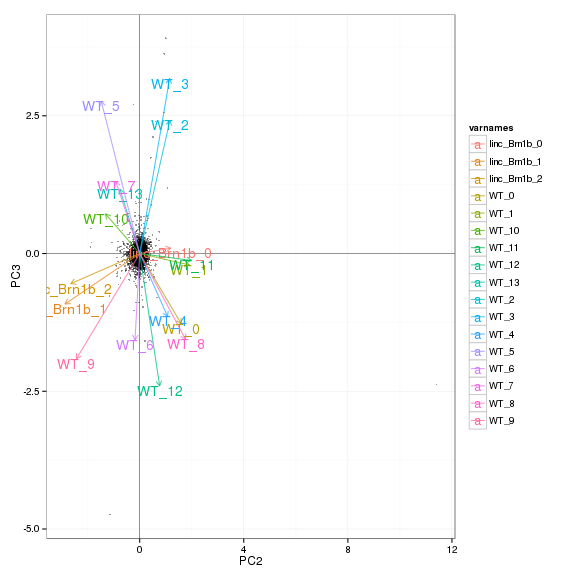 WT_3
WT_5
2.5
WT_2
varnames
a linc_Brn1b_0
a linc_Brn1b_1
a linc_Brn1b_2
WT_7
WT_13
a WT_0
a WT_1
WT_10
a WT_10
a WT_11
0.0
_Brn1b_0
WT_11
WT_1
a WT_12
PC3
a WT_13
c_Brn1b_2
a WT_2
_Brn1b_1
a WT_3
WT_4
WT_0
a WT_4
WT_6
WT_8
a WT_5
WT_9
a WT_6
-2.5
WT_12
a WT_7
a WT_8
a WT_9
-5.0
0
4
8
12
PC2